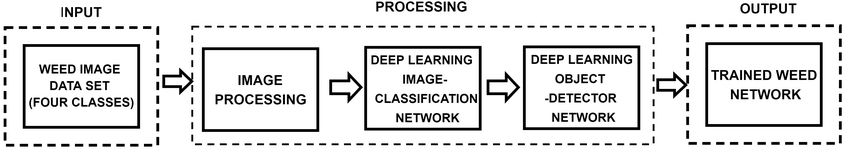 INPUT
WEED IMAGE
DATA SET
(FOUR CLASSES)
PROCESSING
IMAGE
PROCESSING
DEEP LEARNING
IMAGE-
CLASSIFICATION
NETWORK
DEEP LEARNING
OBJECT
-DETECTOR
NETWORK
OUTPUT
TRAINED WEED
NETWORK